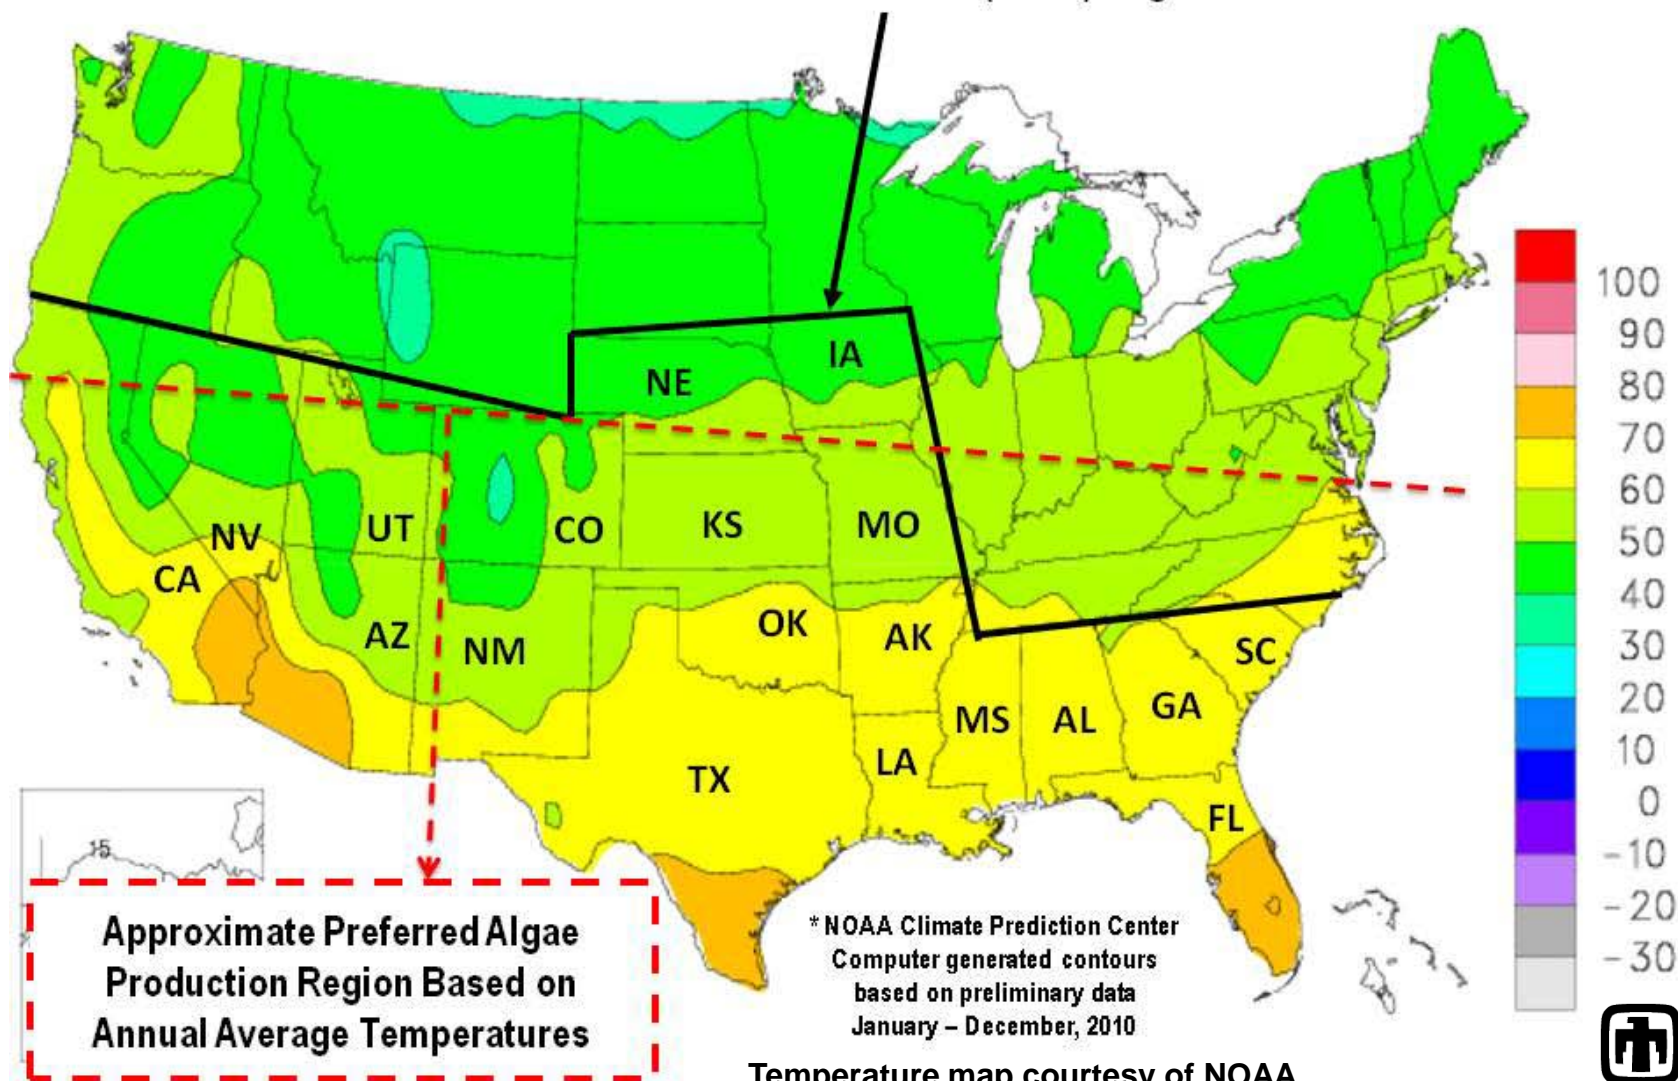 IA
NE
NV
UT
CO
KS
MO
CA
AZ
NM
OK
AK
SC
MS
AL
GA
LA
TX
FL
100
90
80
70
60
50
40
30
20
10
0
-10
-20
-30
15
Approximate Preferred Algae
Production Region Based on
Annual Average Temperatures
* NOAA Climate Prediction Center
Computer generated contours
based on preliminary data
January – December, 2010
Temperature map courtesy of NOAA